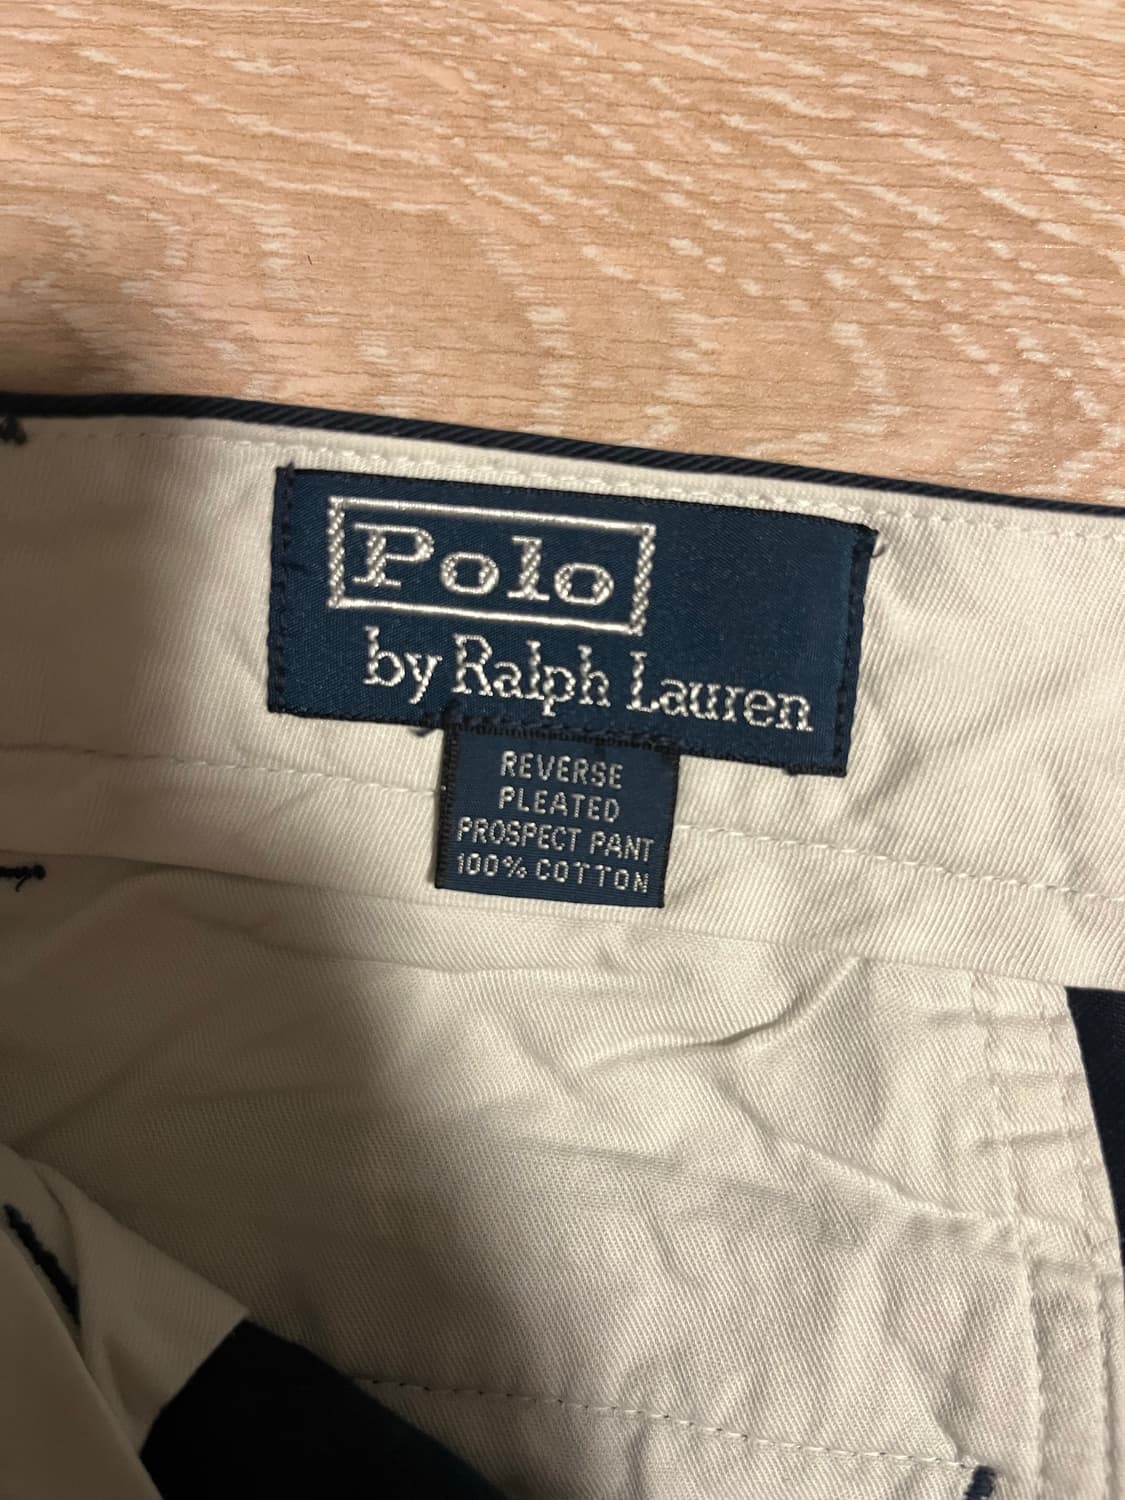 Polo
by Ralph Lauren
REVERSE
PLEATED
PROSPECT PANT
100% COTTON